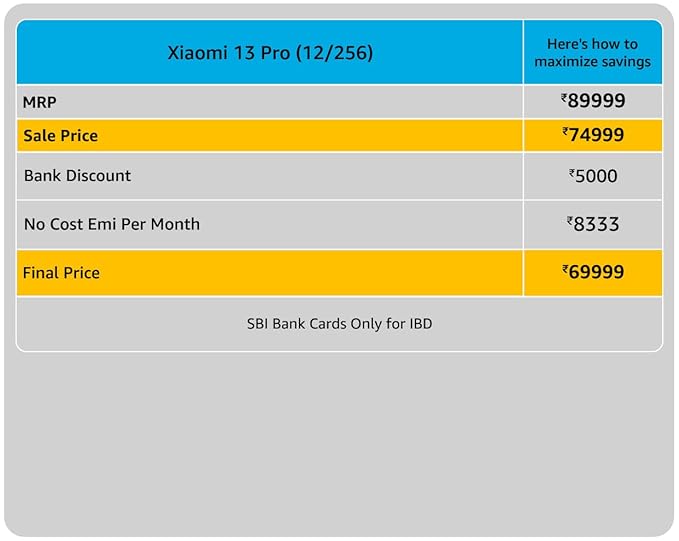 Xiaomi 13 Pro (12/256)
Here's how to
maximize savings
MRP
₹89999
Sale Price
₹74999
Bank Discount
₹5000
No Cost Emi Per Month
₹8333
Final Price
₹69999
SBI Bank Cards Only for IBD